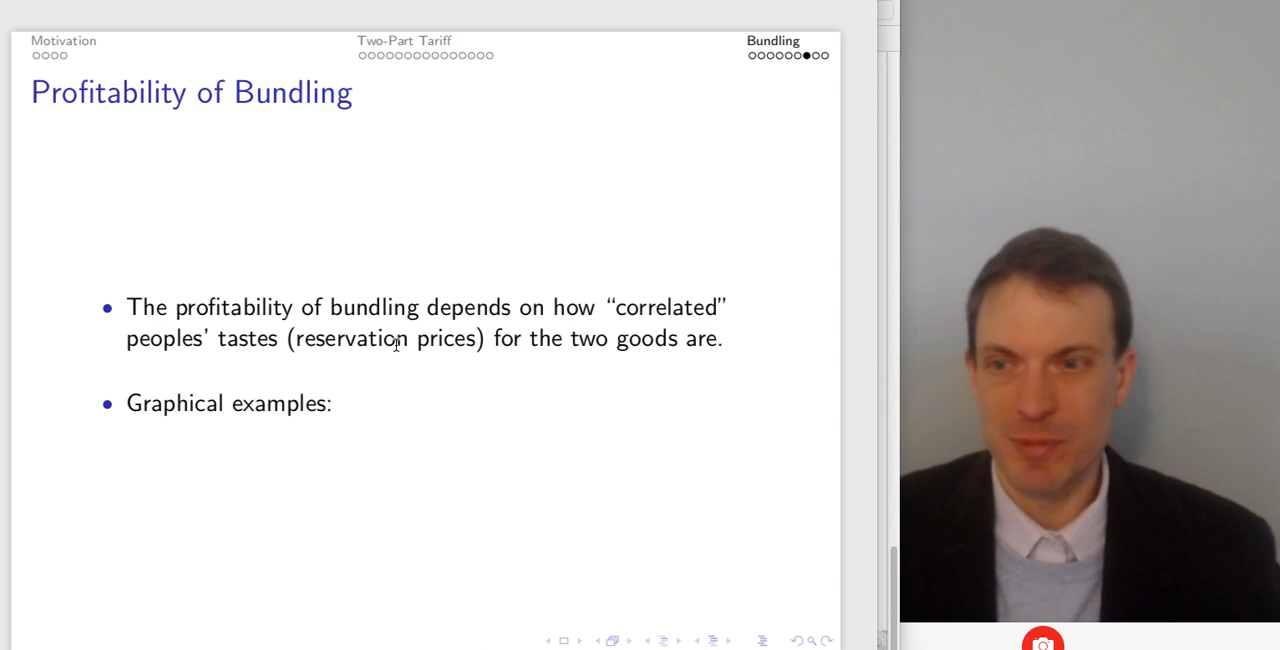 Motivation
Two-Part Tariff
Bundling
Profitability of Bundling
The profitability of bundling depends on how “correlated”
peoples’ tastes (reservation prices) for the two goods are.
Graphical examples: